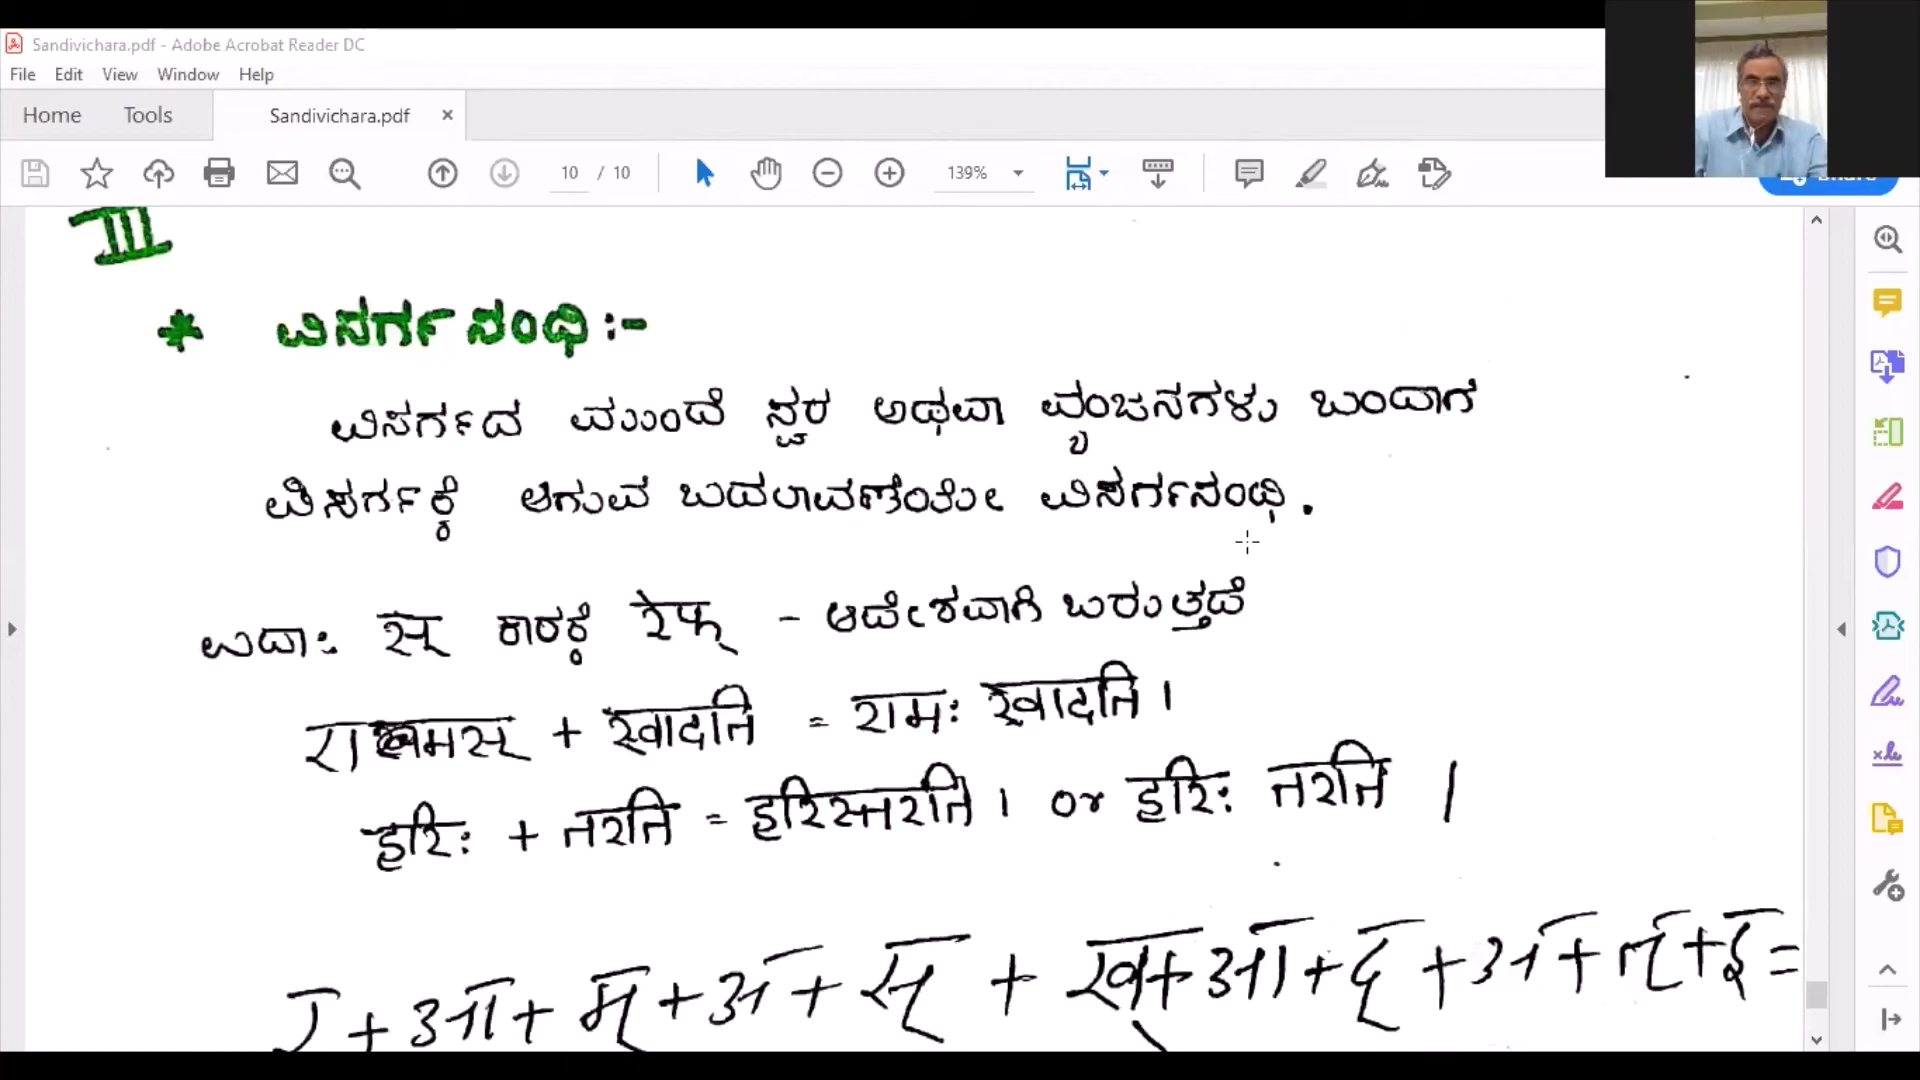 Sandivichara.pdf - Adobe Acrobat Reader DC
File Edit View Window Help
Home Tools Sandivichara.pdf ×
10 / 10 139%
III
* ವಿಸರ್ಗ ಸಂಧಿ :-
ವಿಸರ್ಗದ ಮುಂದೆ ಸ್ವರ ಅಥವಾ ವ್ಯಂಜನಗಳು ಬಂದಾಗ
ವಿಸರ್ಗಕ್ಕೆ ಆಗುವ ಬದಲಾವಣೆಯೇ ವಿಸರ್ಗಸಂಧಿ .
ಉದಾ: स् ಕಾರಕ್ಕೆ रेफ् - ಆದೇಶವಾಗಿ ಬರುತ್ತದೆ
रामस् + खादति = रामः खादति ।
हरिः + तरति = हरिस्तरति । or हरिः तरति ।
र् + आ + म् + अ + स् + ख् + आ + द् + अ + त् + इ =